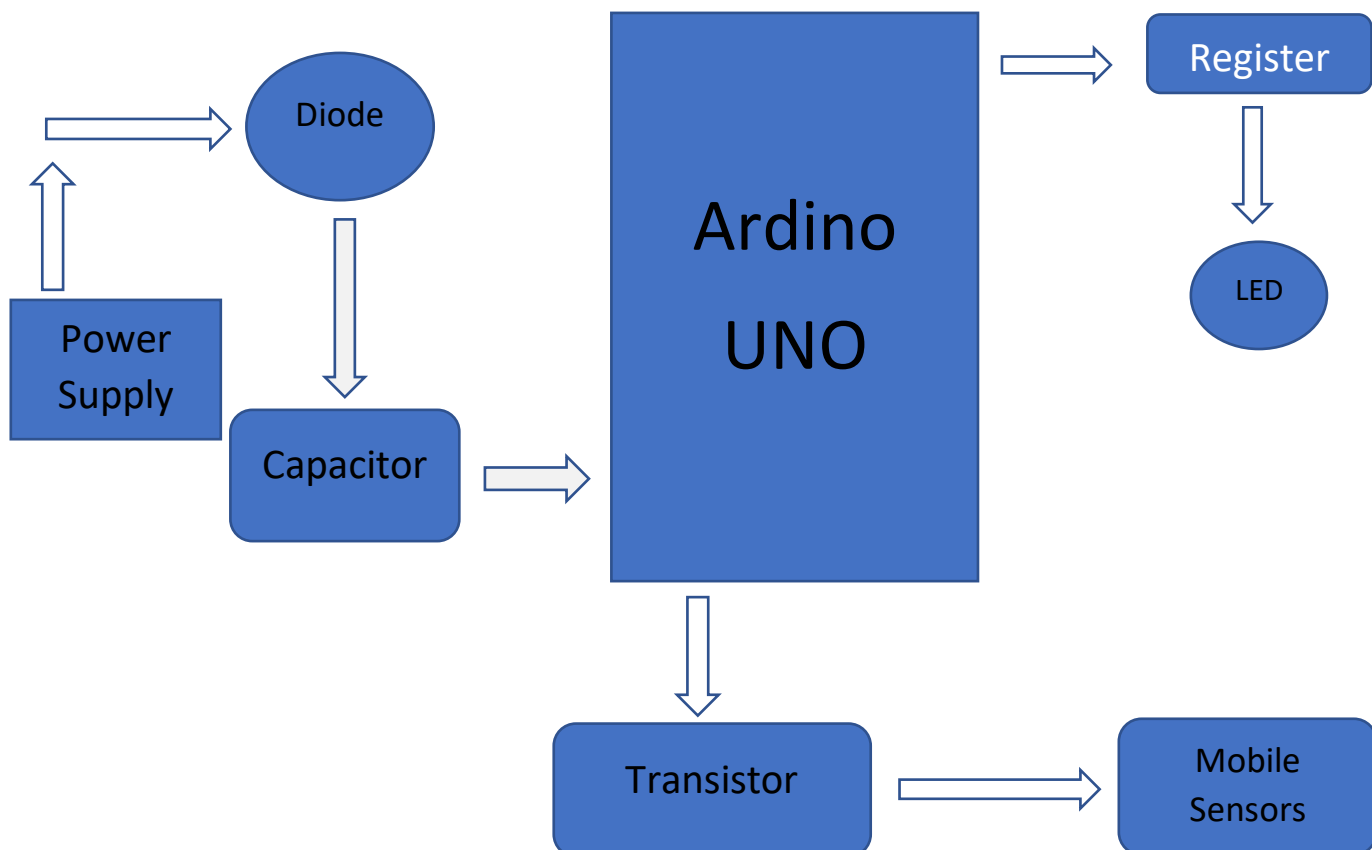 Diode
Power
Supply
Capacitor
Ardino
UNO
Register
LED
Transistor
Mobile
Sensors